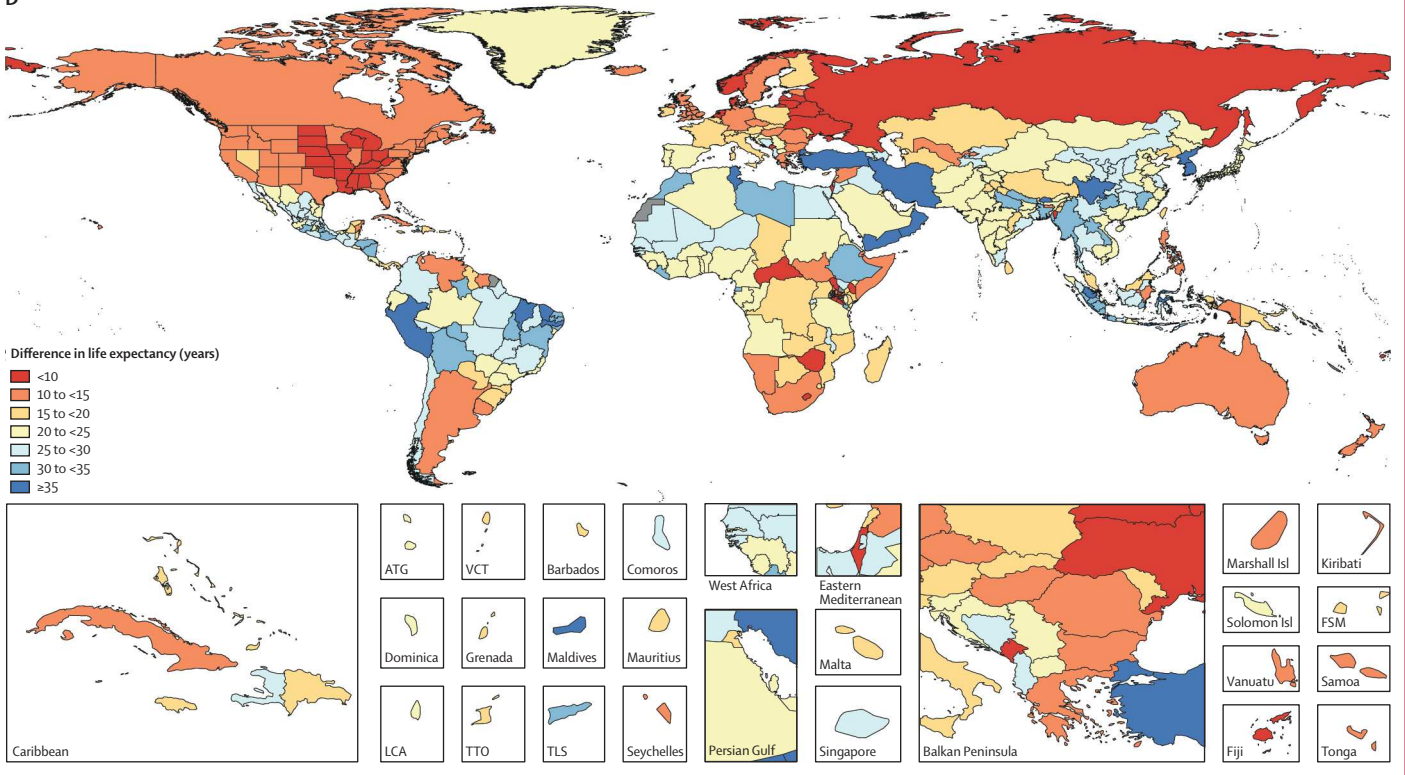 Difference in life expectancy (years)
<10
10 to <15
15 to <20
20 to <25
25 to <30
30 to <35
≥35
Caribbean
ATG
VCT
Barbados
Comoros
West Africa
Eastern
Mediterranean
Marshall Isl
Kiribati
Dominica
Grenada
Maldives
Mauritius
Malta
Solomon Isl
FSM
Vanuatu
Samoa
LCA
TTO
TLS
Seychelles
Persian Gulf
Singapore
Balkan Peninsula
Fiji
Tonga